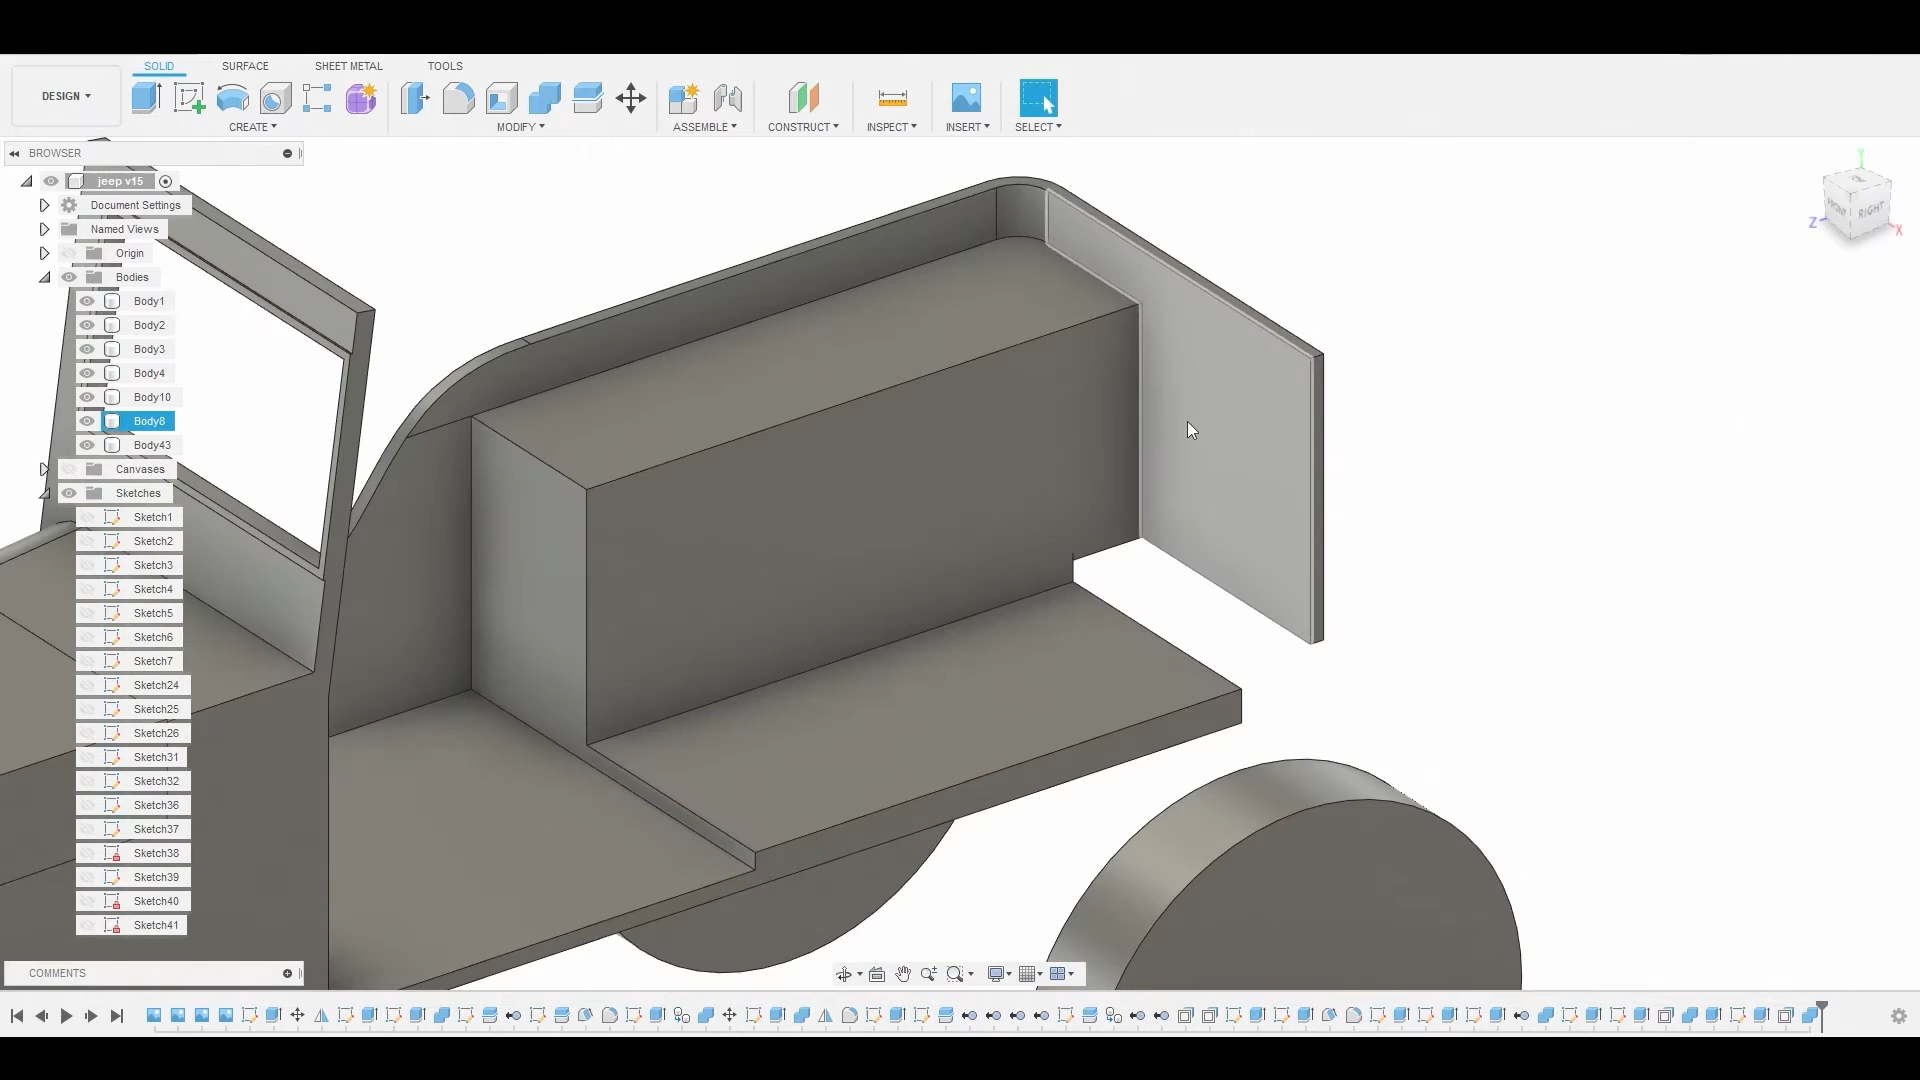 SOLID SURFACE SHEET METAL TOOLS
DESIGN
CREATE MODIFY ASSEMBLE CONSTRUCT INSPECT INSERT SELECT
BROWSER
jeep v15
Document Settings
Named Views
Origin
Bodies
Body1
Body2
Body3
Body4
Body10
Body8
Body43
Canvases
Sketches
Sketch1
Sketch2
Sketch3
Sketch4
Sketch5
Sketch6
Sketch7
Sketch24
Sketch25
Sketch26
Sketch31
Sketch32
Sketch36
Sketch37
Sketch38
Sketch39
Sketch40
Sketch41
COMMENTS
Y
FRONT RIGHT
Z X